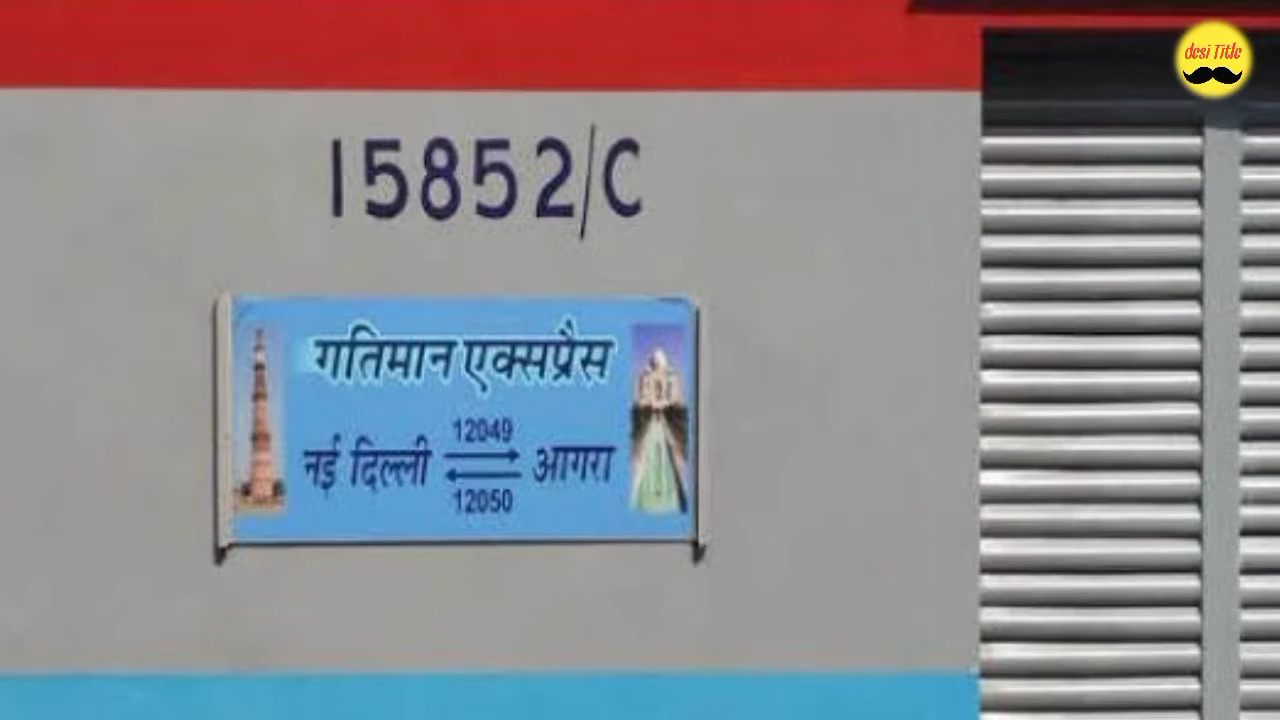 desi Title
15852/C
गतिमान एक्सप्रैस
12049
नई दिल्ली आगरा
12050